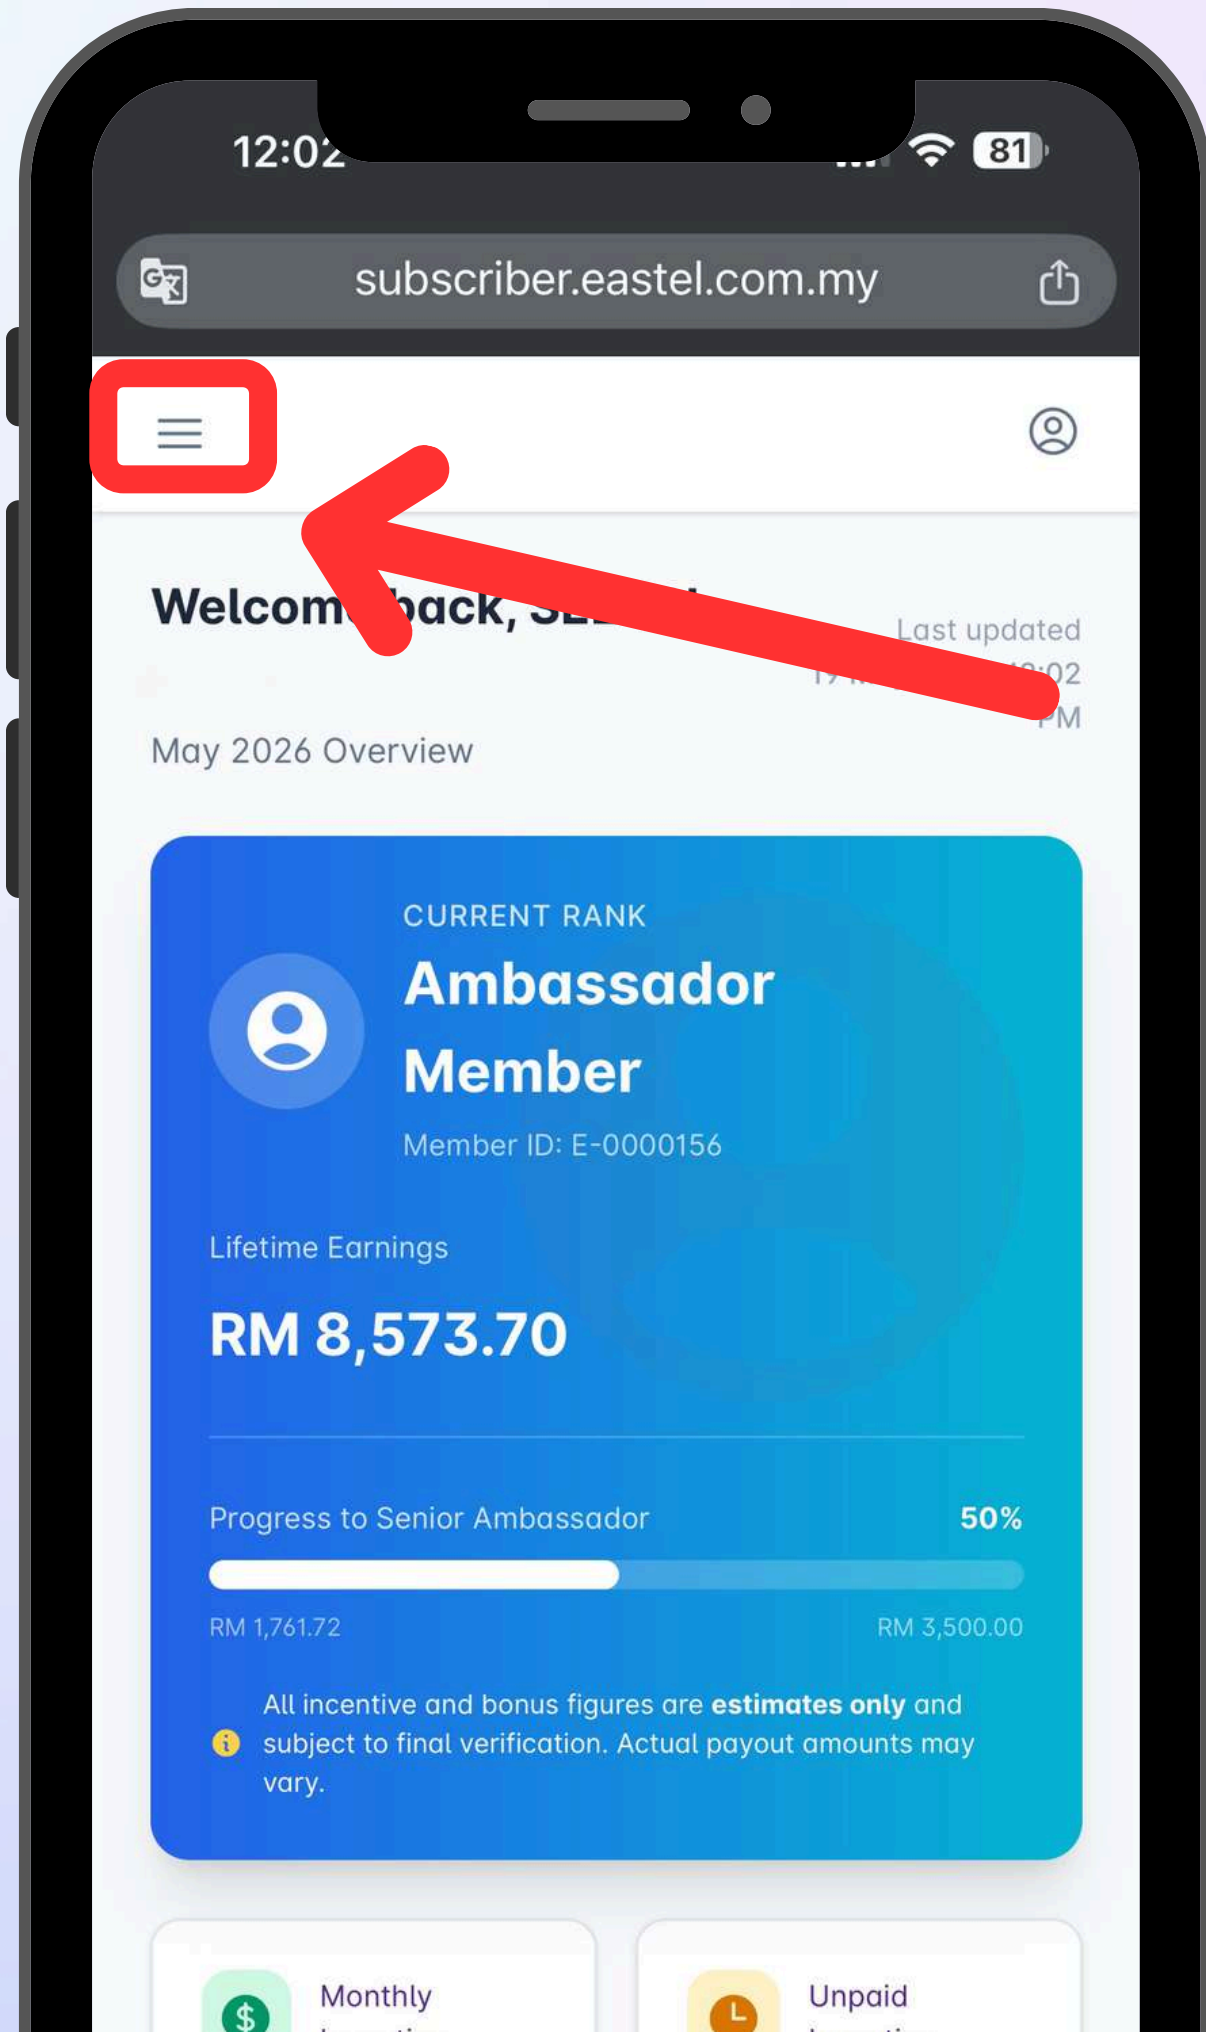 12:02
81
subscriber.eastel.com.my
Welcome back,
Last updated
PM
May 2026 Overview
CURRENT RANK
Ambassador
Member
Member ID: E-0000156
Lifetime Earnings
RM 8,573.70
Progress to Senior Ambassador 50%
RM 1,761.72 RM 3,500.00
All incentive and bonus figures are estimates only and
subject to final verification. Actual payout amounts may
vary.
Monthly
Unpaid